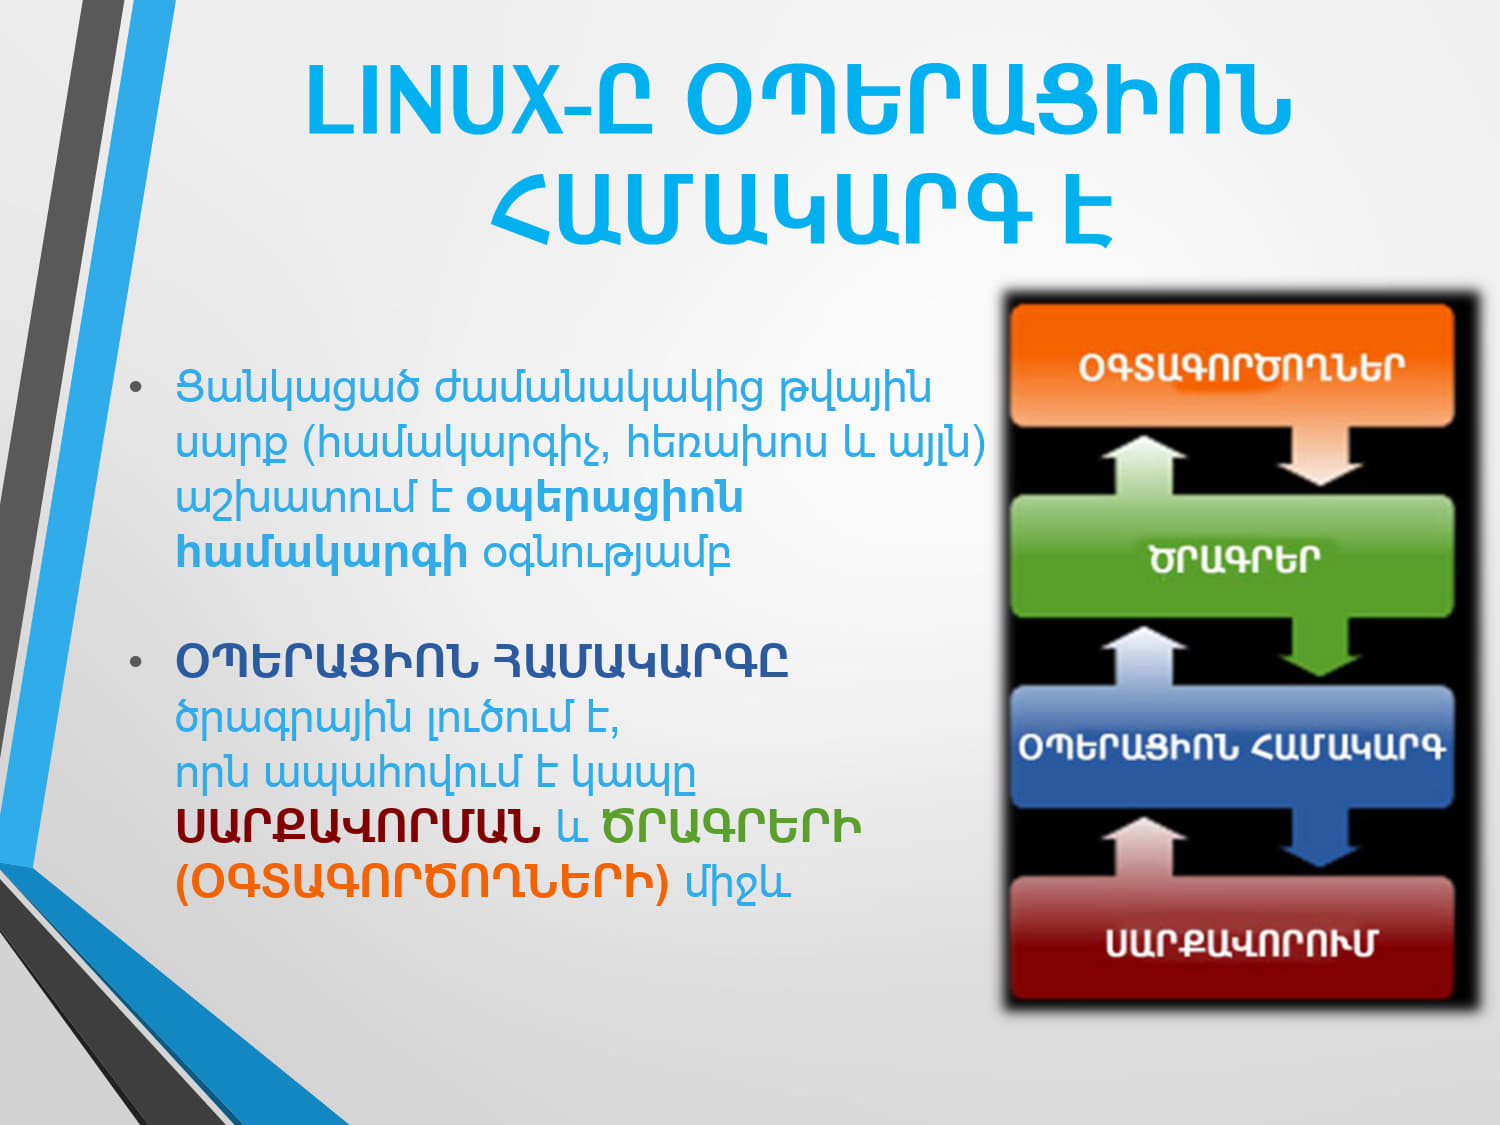 LINUX-Ը ՕՊԵՐԱՑԻՈՆ
ՀԱՄԱԿԱՐԳ Է
• Ցանկացած ժամանակակից թվային
սարք (համակարգիչ, հեռախոս և այլն)
աշխատում է օպերացիոն
համակարգի օգնությամբ
• ՕՊԵՐԱՑԻՈՆ ՀԱՄԱԿԱՐԳԸ
ծրագրային լուծում է,
որն ապահովում է կապը
ՍԱՐՔԱՎՈՐՄԱՆ և ԾՐԱԳՐԵՐԻ
(ՕԳՏԱԳՈՐԾՈՂՆԵՐԻ) միջև
ՕԳՏԱԳՈՐԾՈՂՆԵՐ
ԾՐԱԳՐԵՐ
ՕՊԵՐԱՑԻՈՆ ՀԱՄԱԿԱՐԳ
ՍԱՐՔԱՎՈՐՈՒՄ